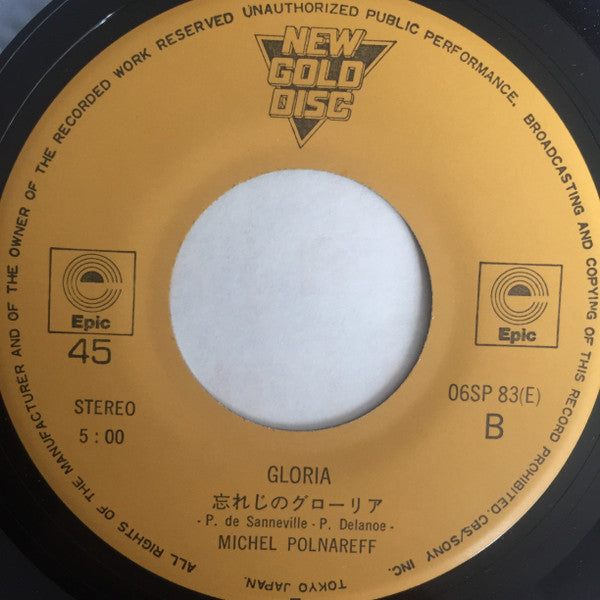 ALL RIGHTS OF THE MANUFACTURER AND OF THE OWNER OF THE RECORDED WORK RESERVED UNAUTHORIZED PUBLIC PERFORMANCE, BROADCASTING AND COPYING OF THIS RECORD PROHIBITED. CBS/SONY INC.
TOKYO JAPAN.
NEW
GOLD
DISC
Epic
45
STEREO
5:00
Epic
06SP 83(E)
B
GLORIA
忘れじのグローリア
- P. de Sanneville - P. Delanoe -
MICHEL POLNAREFF